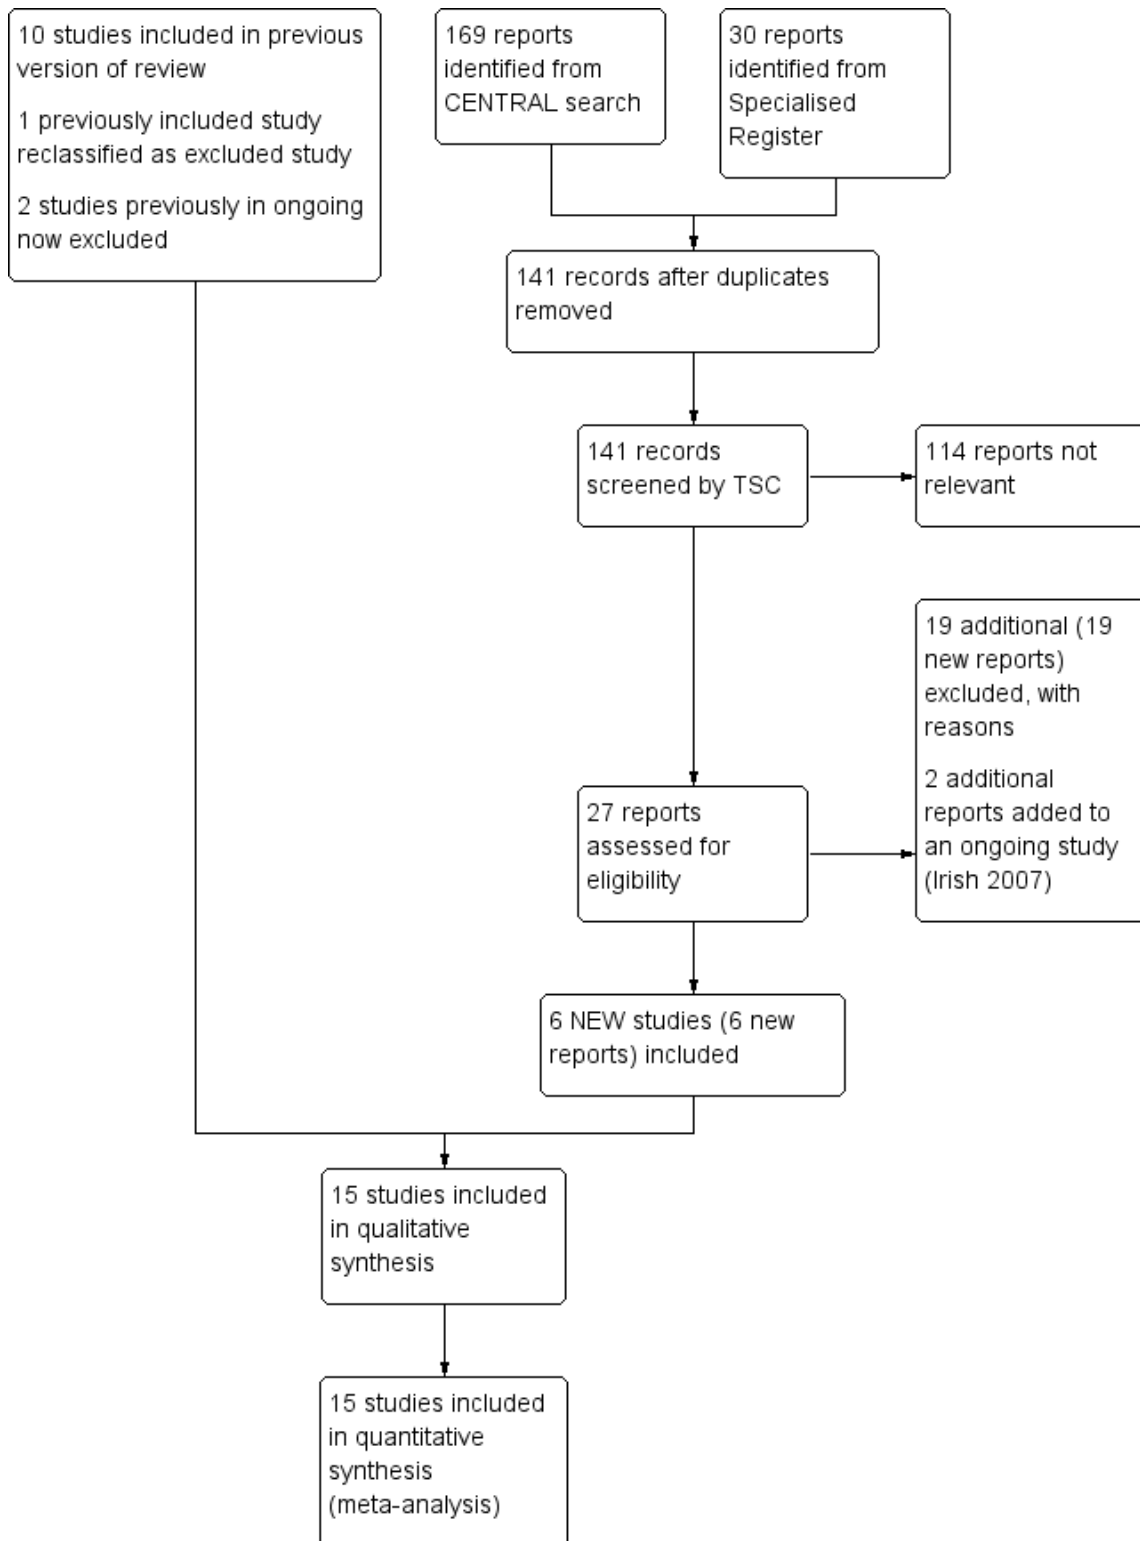 10 studies included in previous
version of review
1 previously included study
reclassified as excluded study
2 studies previously in ongoing
now excluded
169 reports
identified from
CENTRAL search
30 reports
identified from
Specialised
Register
141 records after duplicates
removed
141 records
screened by TSC
114 reports not
relevant
19 additional (19
new reports)
excluded, with
reasons
2 additional
reports added to
an ongoing study
(Irish 2007)
27 reports
assessed for
eligibility
6 NEW studies (6 new
reports) included
15 studies included
in qualitative
synthesis
15 studies included
in quantitative
synthesis
(meta-analysis)